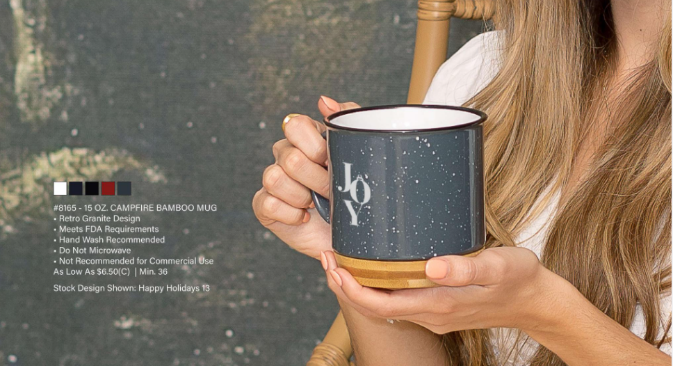 #8165 - 15 OZ. CAMPFIRE BAMBOO MUG
• Retro Granite Design
• Meets FDA Requirements
• Hand Wash Recommended
• Do Not Microwave
• Not Recommended for Commercial Use
As Low As $6.50(C) | Min. 36
Stock Design Shown: Happy Holidays 13
JO
Y